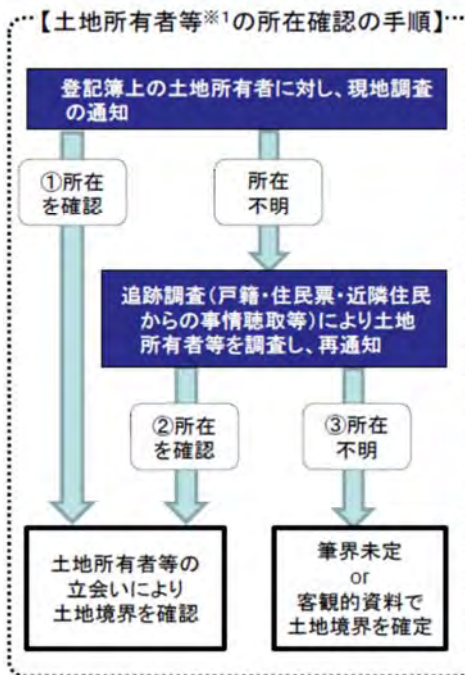 【土地所有者等※1の所在確認の手順】
登記簿上の土地所有者に対し、現地調査
の通知
①所在
を確認
所在
不明
追跡調査(戸籍・住民票・近隣住民
からの事情聴取等)により土地
所有者等を調査し、再通知
②所在
を確認
③所在
不明
土地所有者等の
立会いにより
土地境界を確認
筆界未定
or
客観的資料で
土地境界を確定